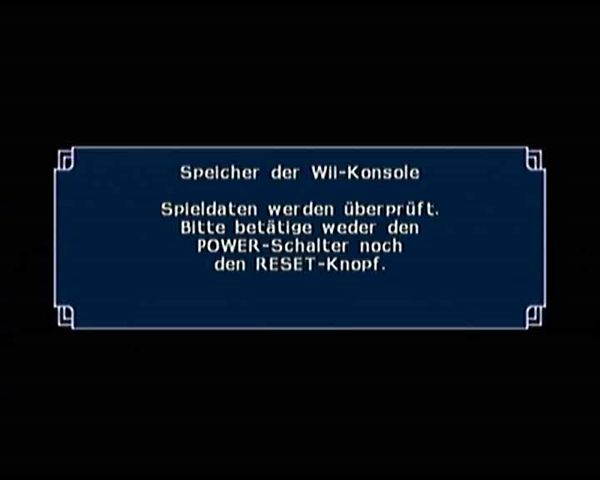 Speicher der Wii-Konsole
Spieldaten werden überprüft.
Bitte betätige weder den
POWER-Schalter noch
den RESET-Knopf.